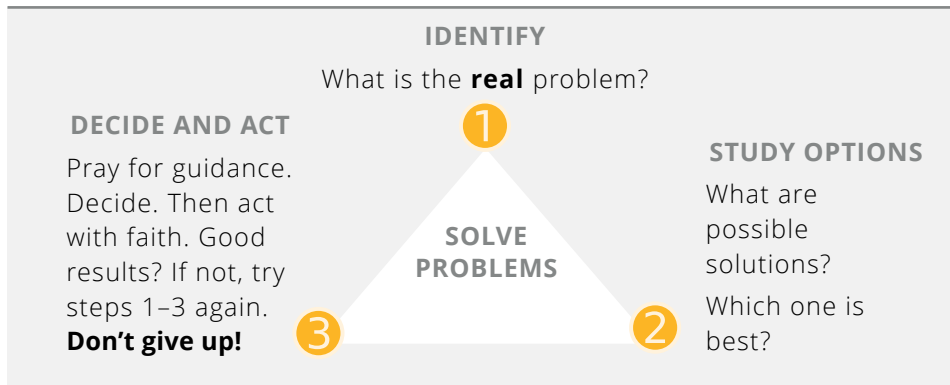 IDENTIFY
What is the real problem?
1
DECIDE AND ACT
Pray for guidance.
Decide. Then act
with faith. Good
results? If not, try
steps 1–3 again.
Don’t give up!
3
SOLVE
PROBLEMS
STUDY OPTIONS
What are
possible
solutions?
Which one is
best?
2